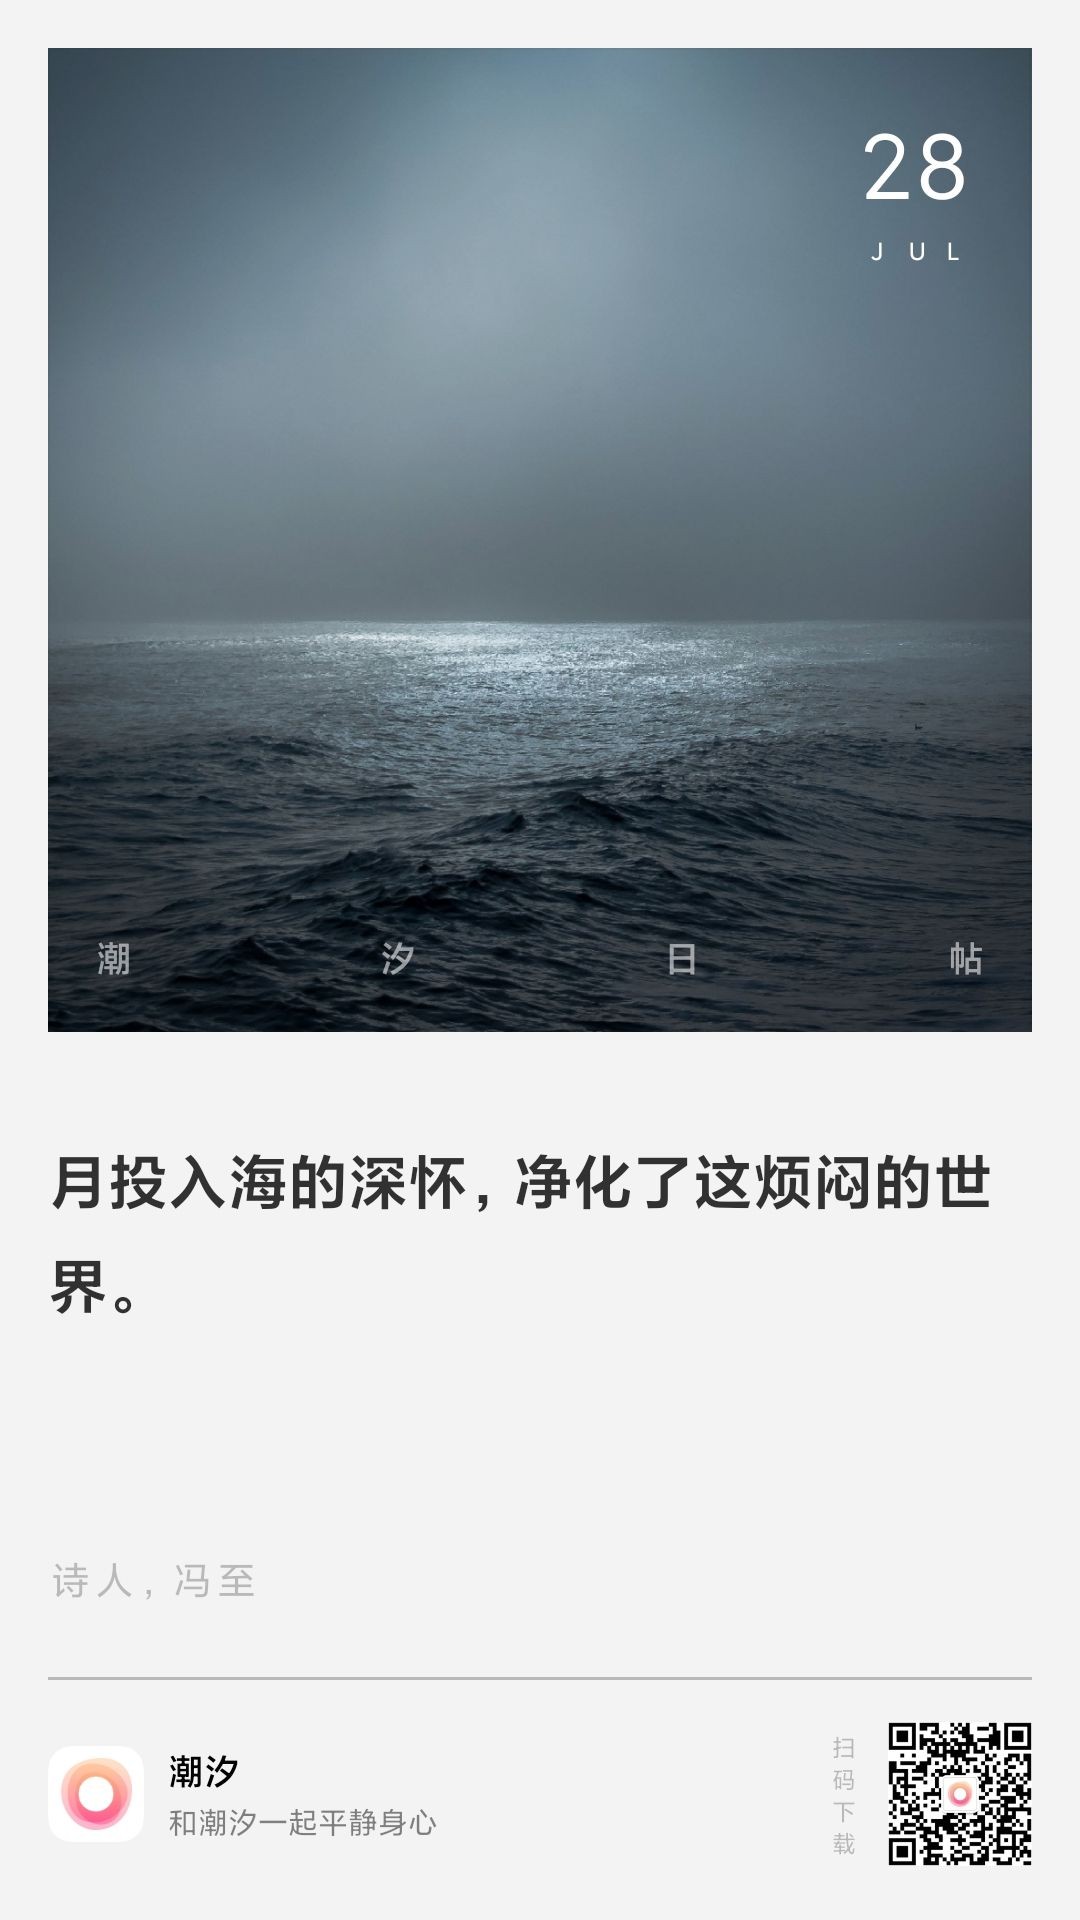 28
JUL
潮汐日帖
月投入海的深怀，净化了这烦闷的世
界。
诗人，冯至
潮汐
和潮汐一起平静身心
扫码下载